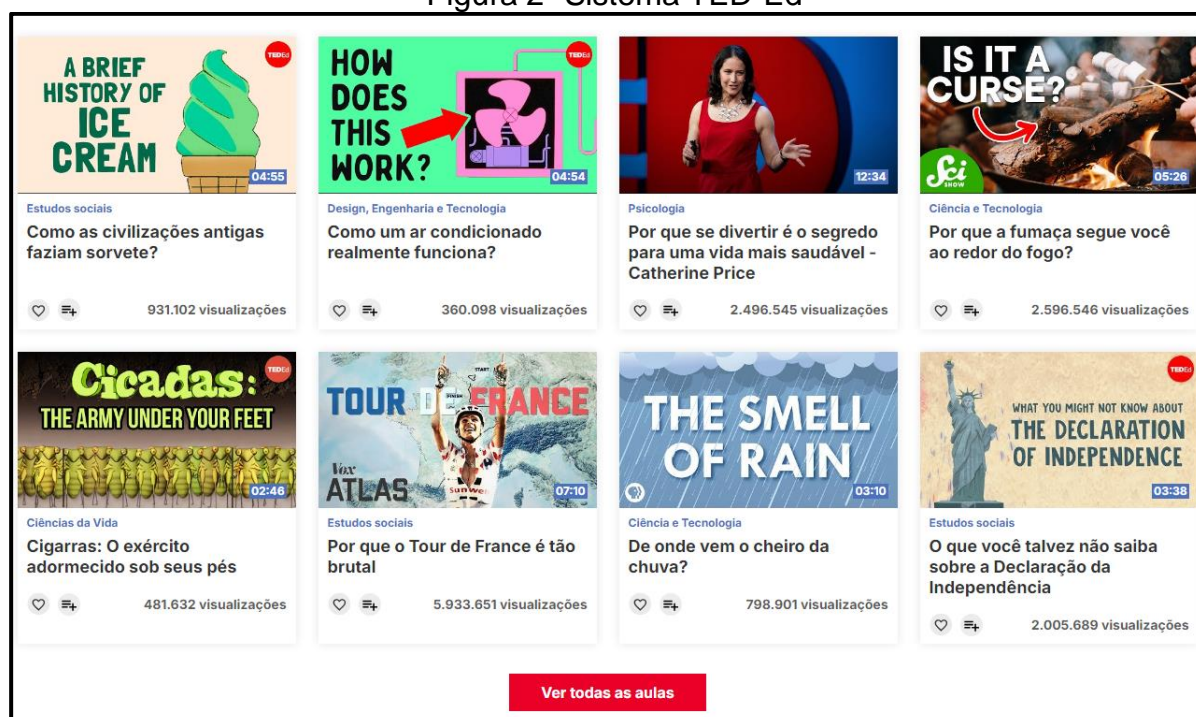 Figura 2- Sistema TED-Ed
A BRIEF
HISTORY OF
ICE
CREAM
TEDEd
04:55
Estudos sociais
Como as civilizações antigas
faziam sorvete?
931.102 visualizações
HOW
DOES
THIS
WORK?
TEDEd
04:54
Design, Engenharia e Tecnologia
Como um ar condicionado
realmente funciona?
360.098 visualizações
12:34
Psicologia
Por que se divertir é o segredo
para uma vida mais saudável -
Catherine Price
2.496.545 visualizações
IS IT A
CURSE?
Sci
SHOW
05:26
Ciência e Tecnologia
Por que a fumaça segue você
ao redor do fogo?
2.596.546 visualizações
Cicadas:
THE ARMY UNDER YOUR FEET
TEDEd
02:46
Ciências da Vida
Cigarras: O exército
adormecido sob seus pés
481.632 visualizações
START
FINISH
TOUR DE FRANCE
Vox
ATLAS
Sunweb
07:10
Estudos sociais
Por que o Tour de France é tão
brutal
5.933.651 visualizações
THE SMELL
OF RAIN
03:10
Ciência e Tecnologia
De onde vem o cheiro da
chuva?
798.901 visualizações
TEDEd
WHAT YOU MIGHT NOT KNOW ABOUT
THE DECLARATION
OF INDEPENDENCE
03:38
Estudos sociais
O que você talvez não saiba
sobre a Declaração da
Independência
2.005.689 visualizações
Ver todas as aulas